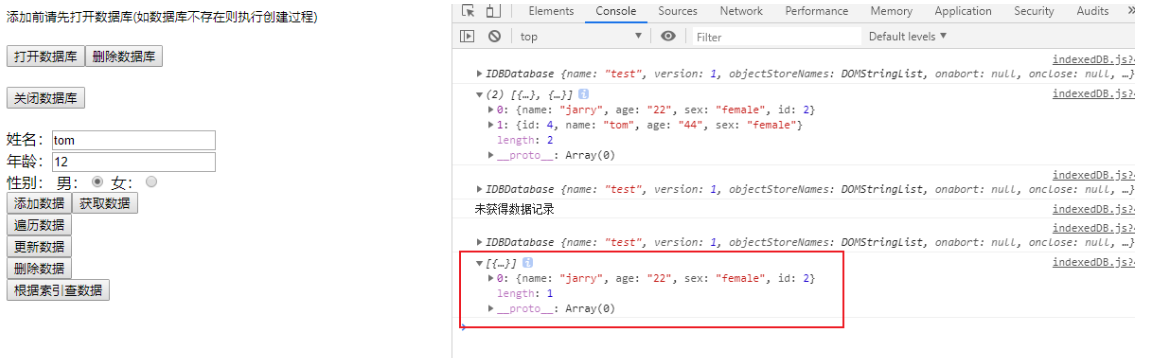 添加前请先打开数据库(如数据库不存在则执行创建过程)
打开数据库 删除数据库
关闭数据库
姓名: tom
年龄: 12
性别: 男: 女:
添加数据 获取数据
遍历数据
更新数据
删除数据
根据索引查数据
Elements Console Sources Network Performance Memory Application Security Audits »
top Filter Default levels ▼
indexedDB.js?
▶IDBDatabase {name: "test", version: 1, objectStoreNames: DOMStringList, onabort: null, onclose: null, …}
▼(2) [{…}, {…}] indexedDB.js?
▶0: {name: "jarry", age: "22", sex: "female", id: 2}
▶1: {id: 4, name: "tom", age: "44", sex: "female"}
length: 2
▶__proto__: Array(0)
indexedDB.js?
▶IDBDatabase {name: "test", version: 1, objectStoreNames: DOMStringList, onabort: null, onclose: null, …}
未获得数据记录 indexedDB.js?
indexedDB.js?
▶IDBDatabase {name: "test", version: 1, objectStoreNames: DOMStringList, onabort: null, onclose: null, …}
▼[{…}] indexedDB.js?
▶0: {name: "jarry", age: "22", sex: "female", id: 2}
length: 1
▶__proto__: Array(0)